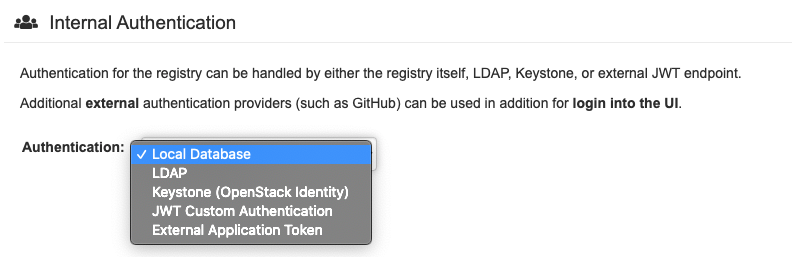 Internal Authentication
Authentication for the registry can be handled by either the registry itself, LDAP, Keystone, or external JWT endpoint.
Additional external authentication providers (such as GitHub) can be used in addition for login into the UI.
Authentication:
✓ Local Database
LDAP
Keystone (OpenStack Identity)
JWT Custom Authentication
External Application Token